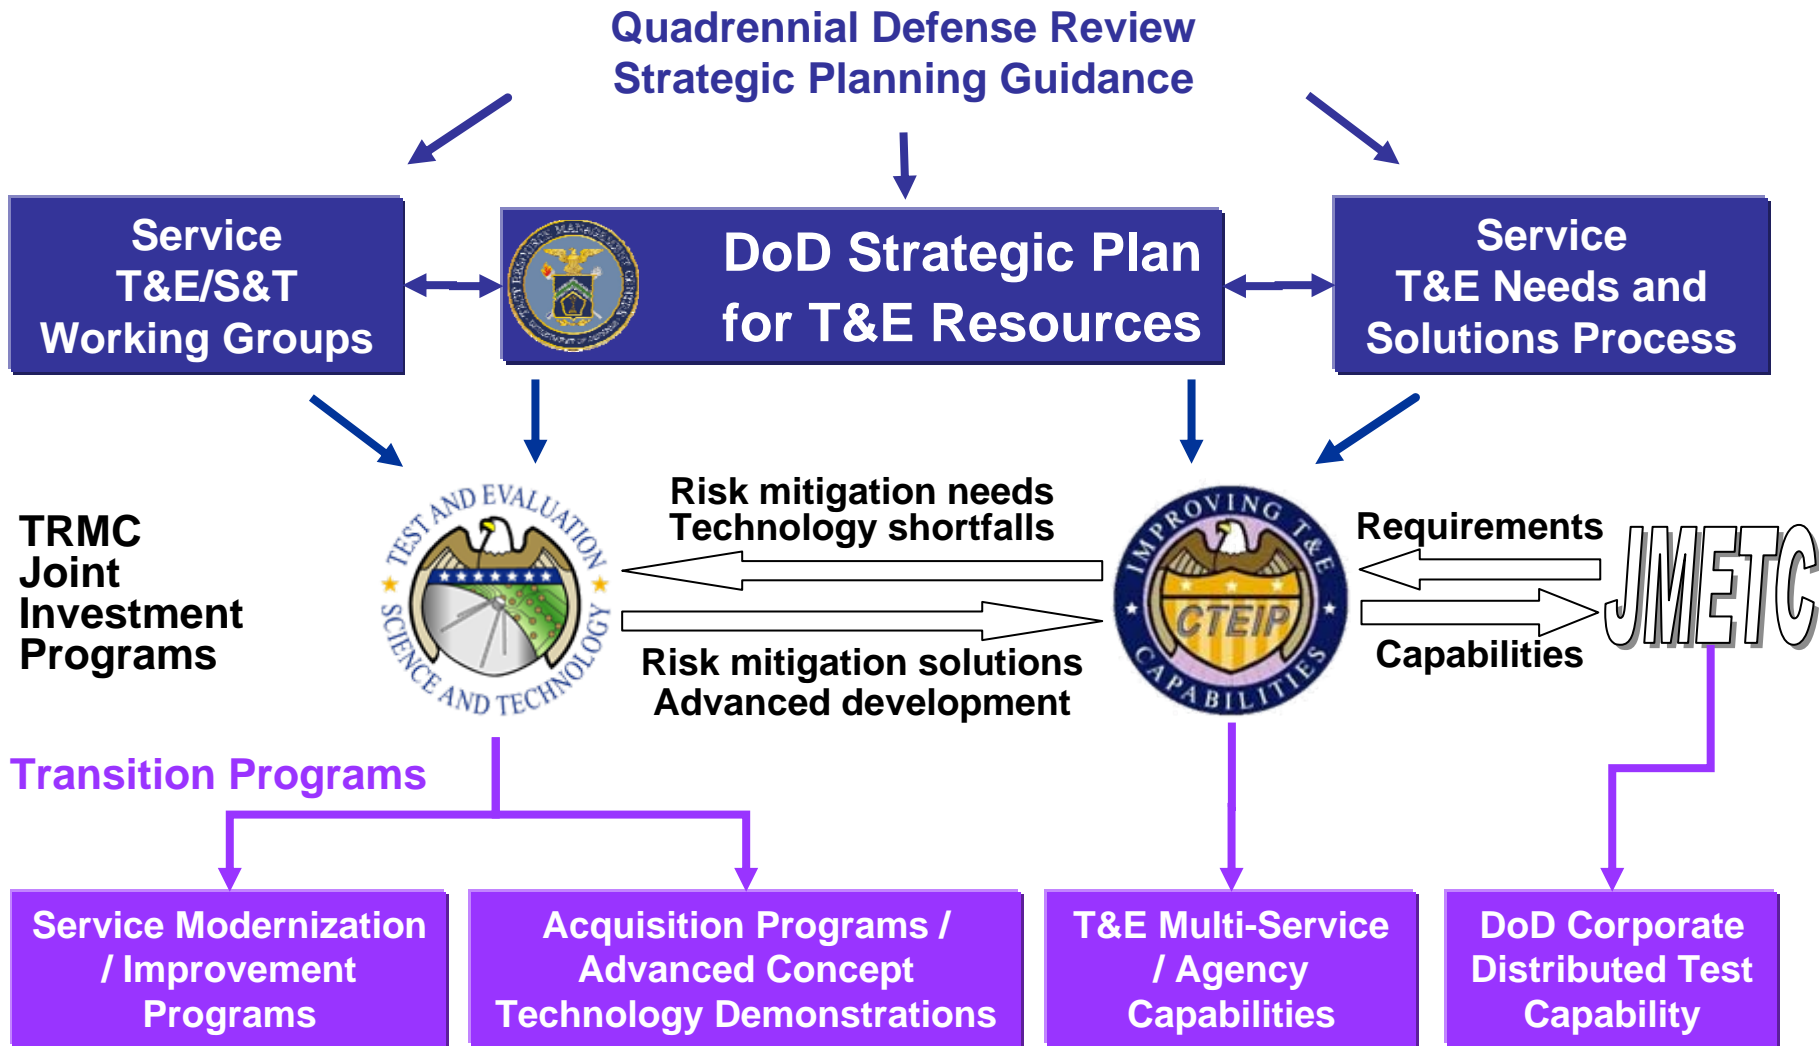 Quadrennial Defense Review
Strategic Planning Guidance
Service
T&E/S&T
Working Groups
DoD Strategic Plan
for T&E Resources
Service
T&E Needs and
Solutions Process
TRMC
Joint
Investment
Programs
TEST AND EVALUATION
SCIENCE AND TECHNOLOGY
Risk mitigation needs
Technology shortfalls
Risk mitigation solutions
Advanced development
IMPROVING T&E
CTEIP
CAPABILITIES
Requirements
Capabilities
JMETC
Transition Programs
Service Modernization
/ Improvement
Programs
Acquisition Programs /
Advanced Concept
Technology Demonstrations
T&E Multi-Service
/ Agency
Capabilities
DoD Corporate
Distributed Test
Capability